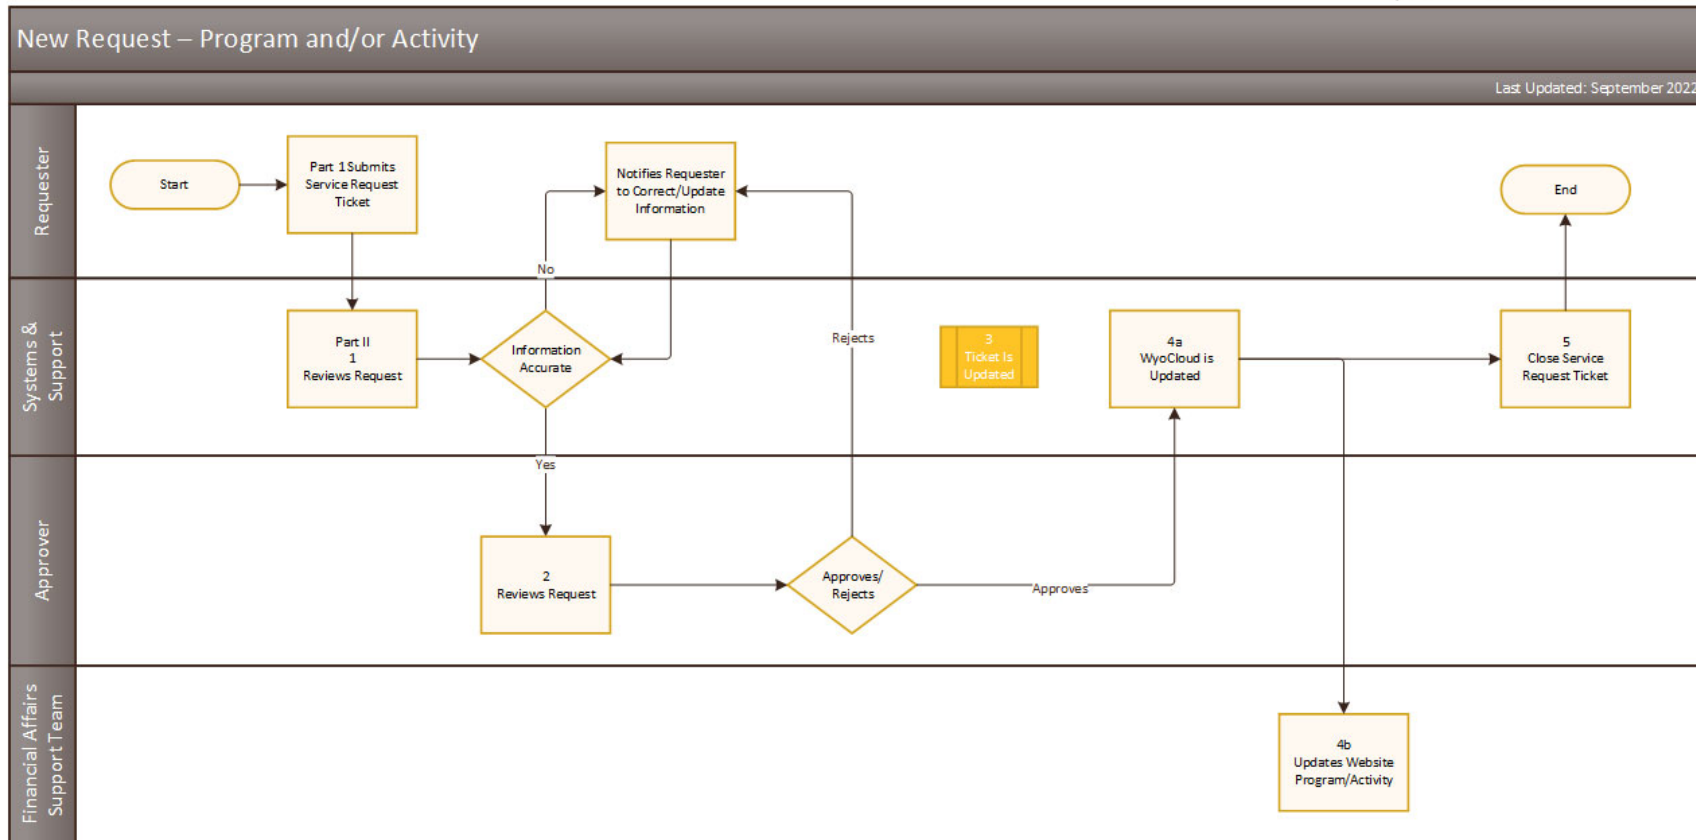 New Request – Program and/or Activity
Last Updated: September 2022
Requester
Start
Part 1 Submits
Service Request
Ticket
Notifies Requester
to Correct/Update
Information
End
No
Systems &
Support
Part II
1
Reviews Request
Information
Accurate
Rejects
3
Ticket Is
Updated
4a
WyoCloud is
Updated
5
Close Service
Request Ticket
Yes
Approver
2
Reviews Request
Approves/
Rejects
Approves
Financial Affairs
Support Team
4b
Updates Website
Program/Activity